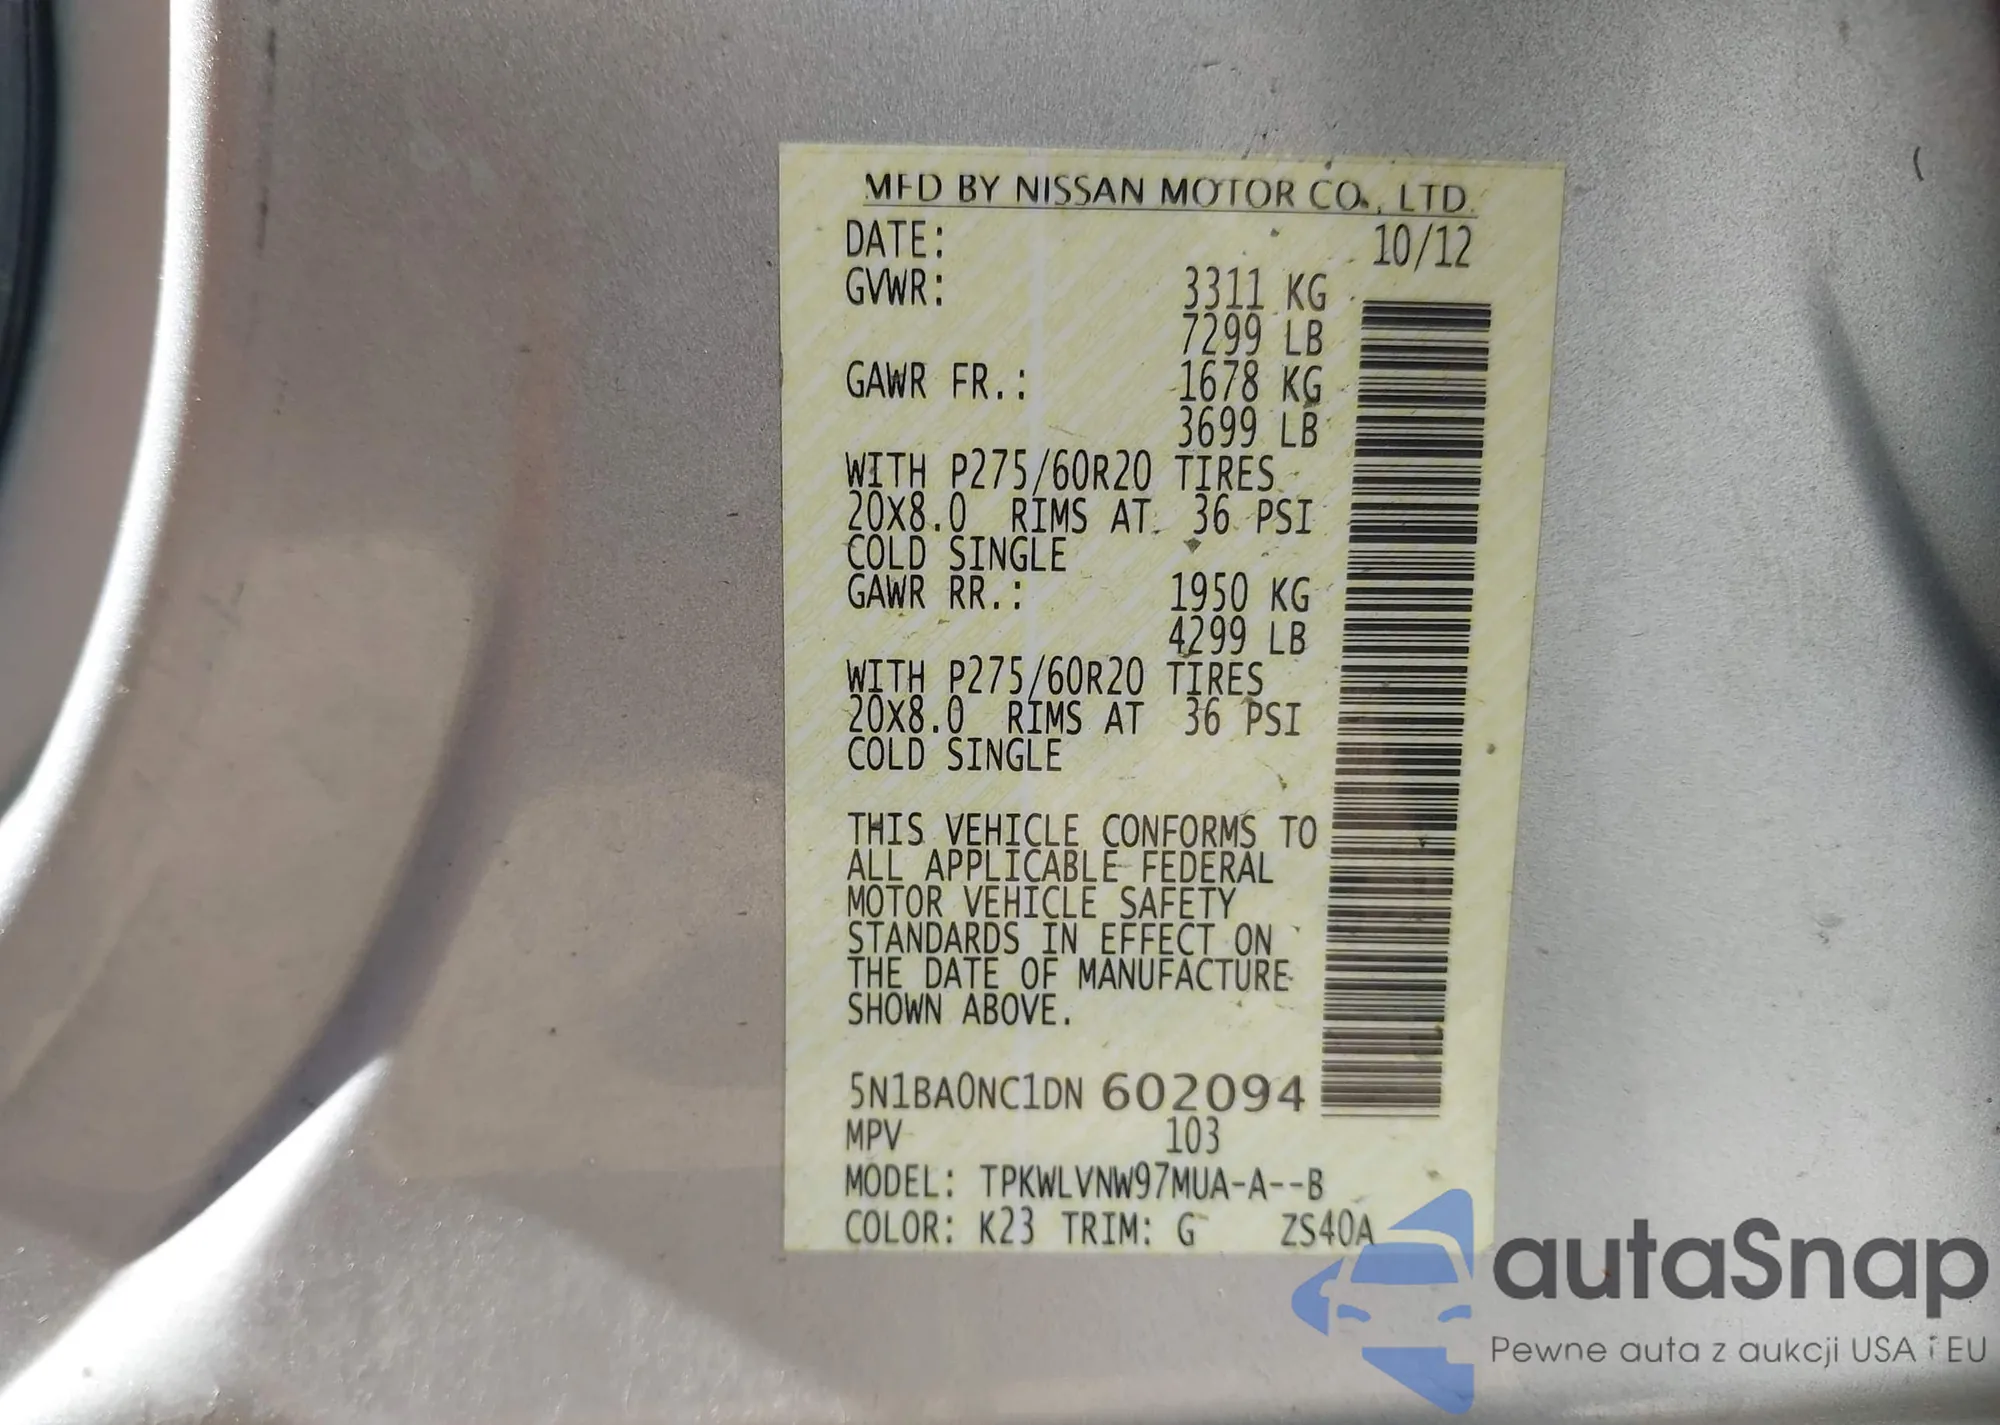 MFD BY NISSAN MOTOR CO., LTD.
DATE: 10/12
GVWR: 3311 KG
7299 LB
GAWR FR.: 1678 KG
3699 LB
WITH P275/60R20 TIRES
20X8.0 RIMS AT 36 PSI
COLD SINGLE
GAWR RR.: 1950 KG
4299 LB
WITH P275/60R20 TIRES
20X8.0 RIMS AT 36 PSI
COLD SINGLE
THIS VEHICLE CONFORMS TO
ALL APPLICABLE FEDERAL
MOTOR VEHICLE SAFETY
STANDARDS IN EFFECT ON
THE DATE OF MANUFACTURE
SHOWN ABOVE.
5N1BA0NC1DN 602094
MPV 103
MODEL: TPKWLVNW97MUA-A--B
COLOR: K23 TRIM: G ZS40A
autaSnap
Pewne auta z aukcji USA i EU